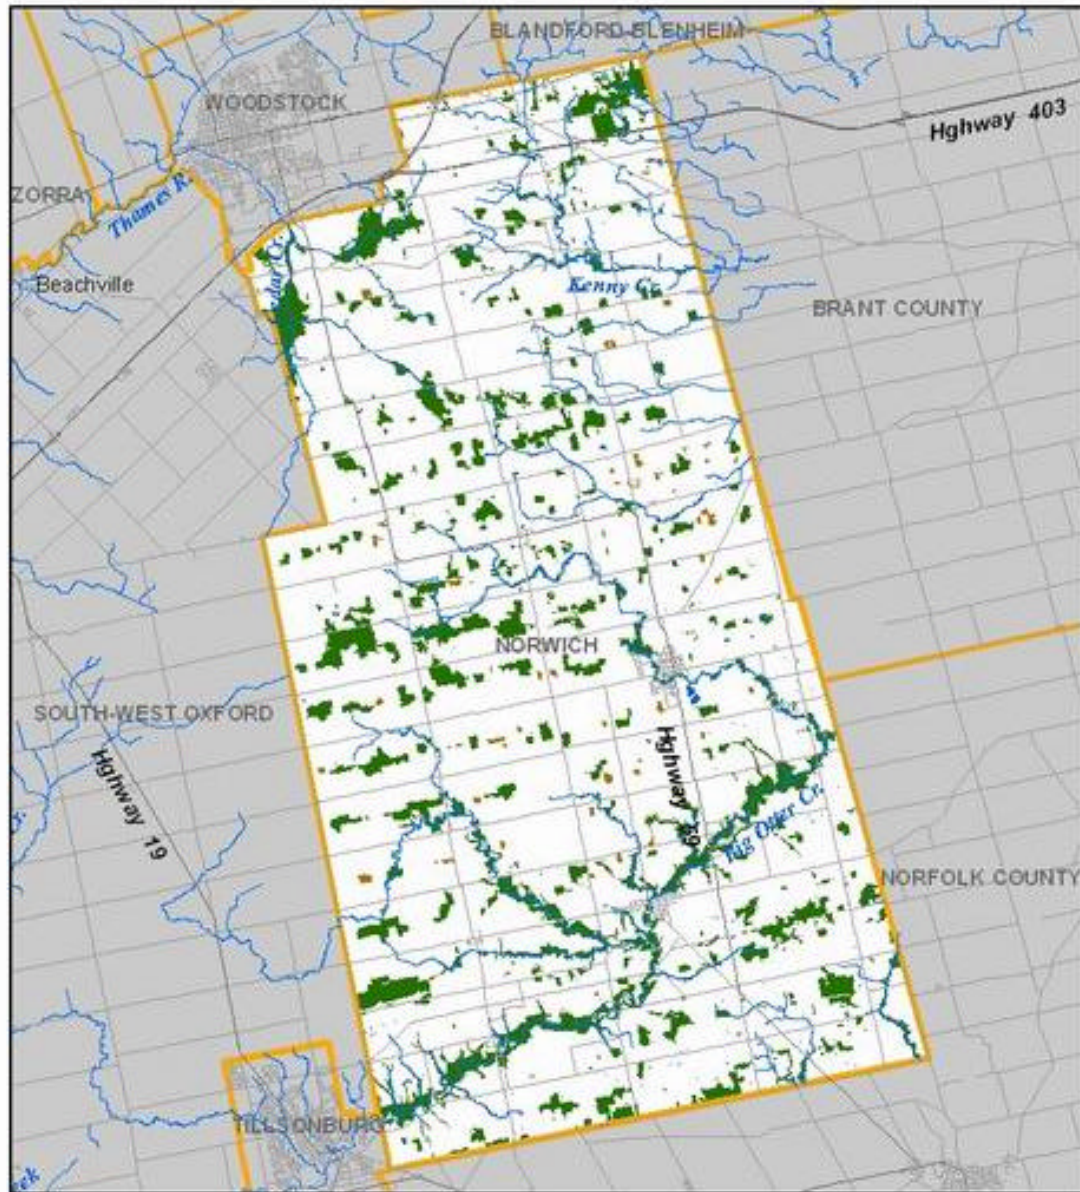 BLANDFORD-BLENHEIM
WOODSTOCK
Hghway 403
ZORRA
Thames R.
Beachville
Cr.
Kenny Cr.
BRANT COUNTY
NORWICH
SOUTH-WEST OXFORD
Hghway 19
Hghway 59
Big Otter Cr.
NORFOLK COUNTY
TILLSONBURG